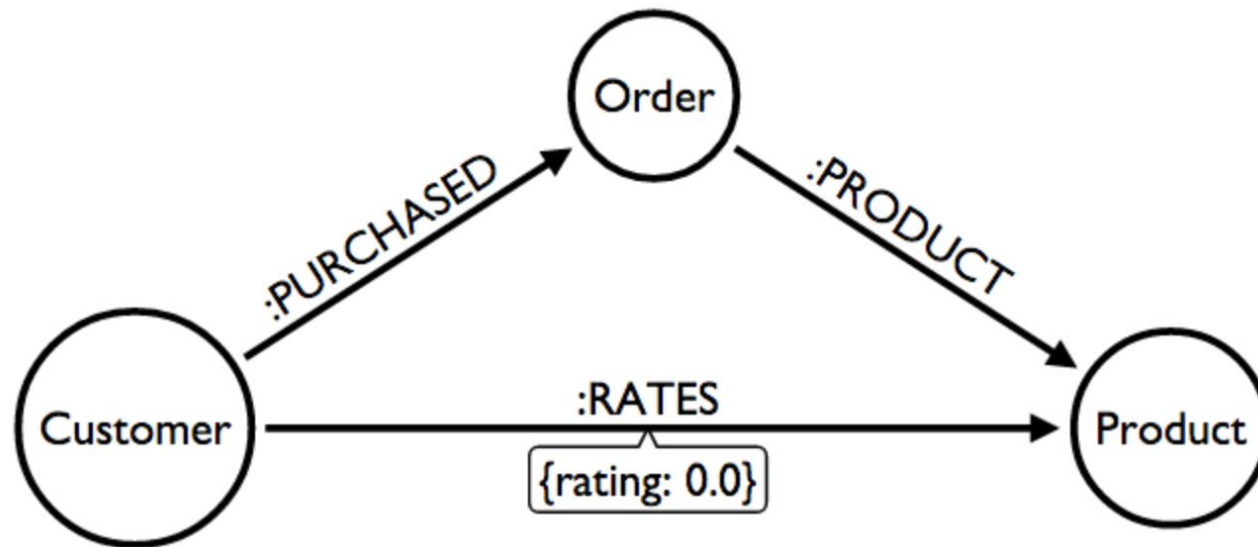 Order
:PURCHASED
:PRODUCT
:RATES
Customer
Product
{rating: 0.0}